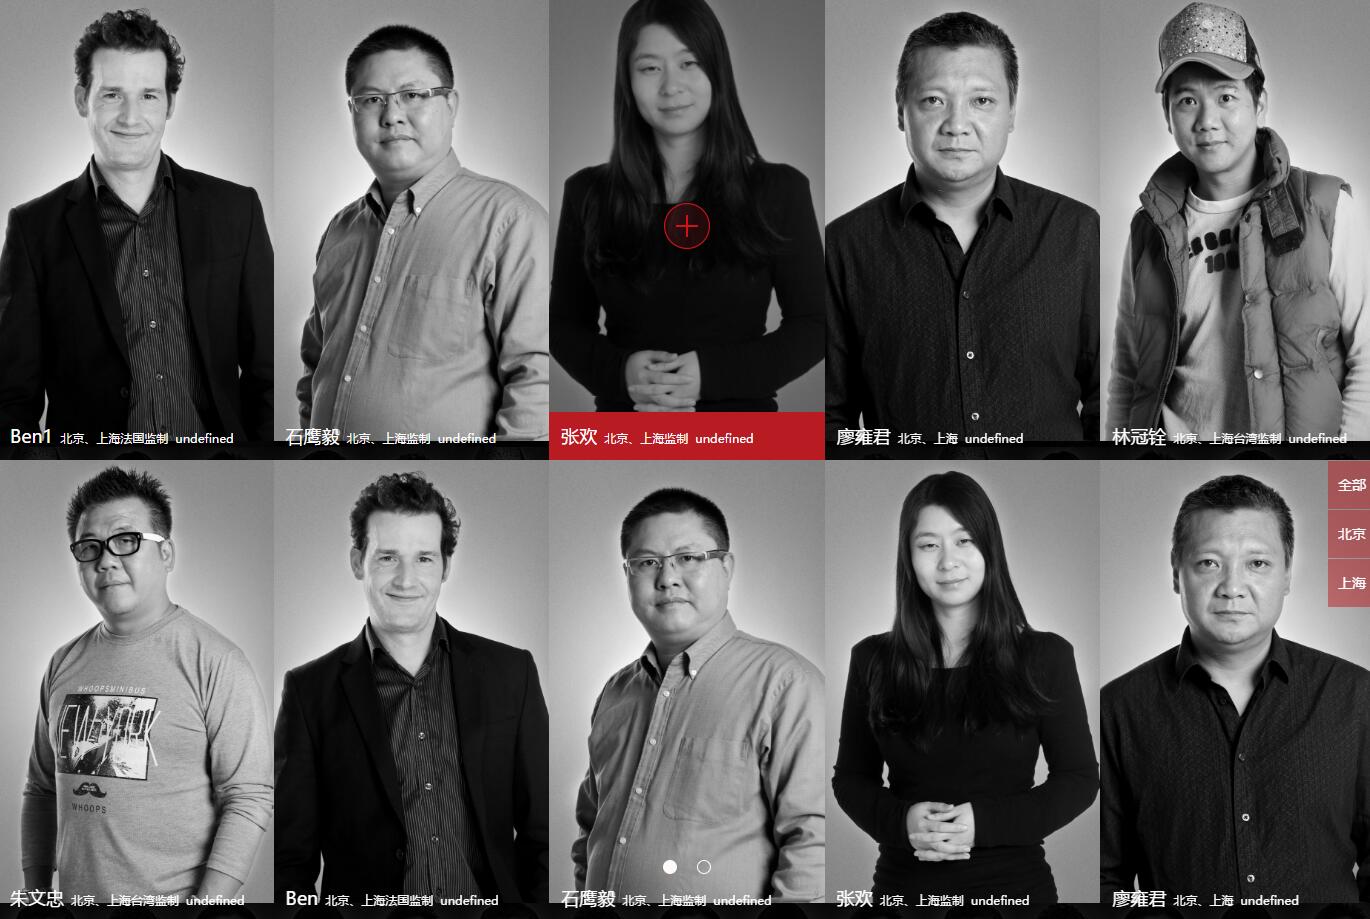 Ben1 北京、上海法国监制 undefined
石鹰毅 北京、上海监制 undefined
张欢 北京、上海监制 undefined
廖雍君 北京、上海 undefined
林冠铨 北京、上海台湾监制 undefined
全部
北京
上海
WHOOPSMINIBUS
NEWYORK
WHOOPS
朱文忠 北京、上海台湾监制 undefined
Ben 北京、上海法国监制 undefined
石鹰毅 北京、上海监制 undefined
张欢 北京、上海监制 undefined
廖雍君 北京、上海 undefined